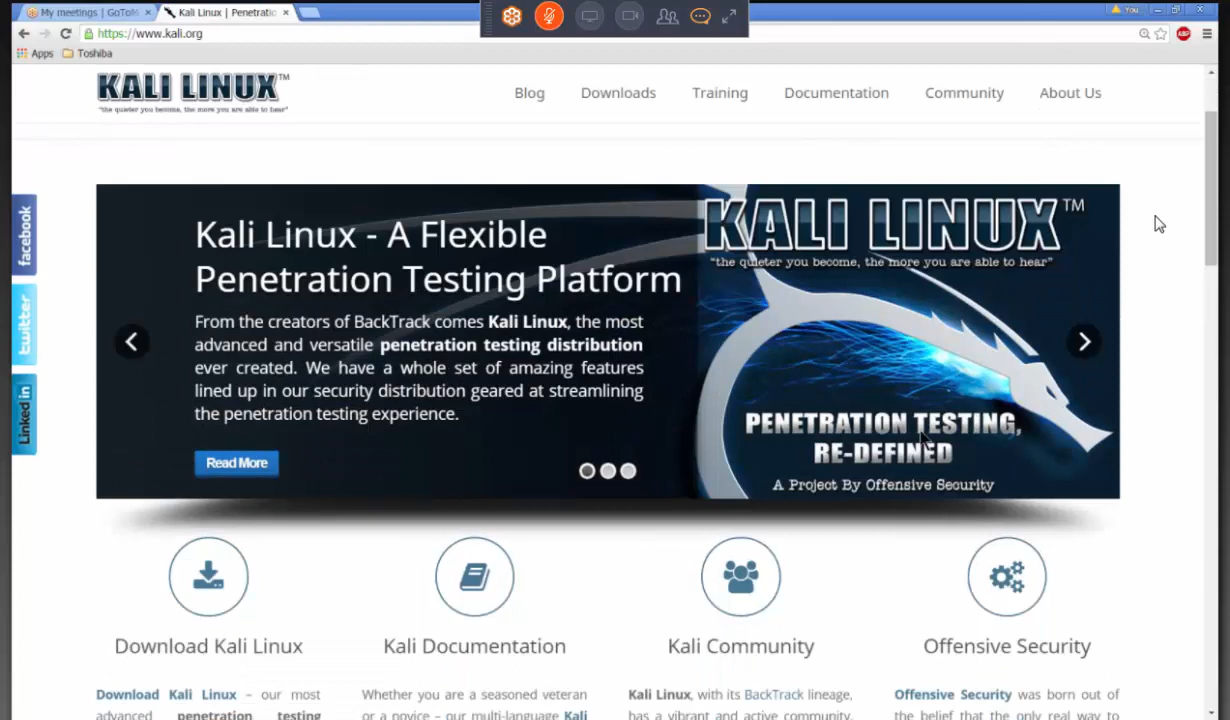 My meetings | GoToM
Kali Linux | Penetratio
You
https://www.kali.org
Apps
Toshiba
ABP
KALI LINUX™
"the quieter you become, the more you are able to hear"
Blog
Downloads
Training
Documentation
Community
About Us
facebook
twitter
Linked in
Kali Linux - A Flexible
Penetration Testing Platform
From the creators of BackTrack comes Kali Linux, the most
advanced and versatile penetration testing distribution
ever created. We have a whole set of amazing features
lined up in our security distribution geared at streamlining
the penetration testing experience.
Read More
KALI LINUX™
"the quieter you become, the more you are able to hear"
PENETRATION TESTING,
RE-DEFINED
A Project By Offensive Security
Download Kali Linux
Kali Documentation
Kali Community
Offensive Security
Download Kali Linux – our most
advanced penetration testing
Whether you are a seasoned veteran
or a novice – our multi-language Kali
Kali Linux, with its BackTrack lineage,
has a vibrant and active community.
Offensive Security was born out of
the belief that the only real way to